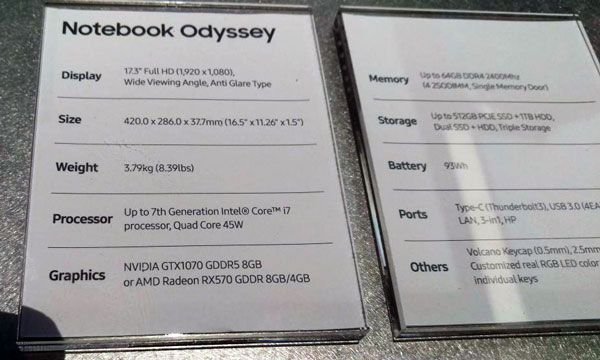 Notebook Odyssey
Display
17.3" Full HD (1,920 x 1,080),
Wide Viewing Angle, Anti Glare Type
Size
420.0 x 286.0 x 37.7mm (16.5" x 11.26" x 1.5")
Weight
3.79kg (8.39lbs)
Processor
Up to 7th Generation Intel® Core™ i7
processor, Quad Core 45W
Graphics
NVIDIA GTX1070 GDDR5 8GB
or AMD Radeon RX570 GDDR 8GB/4GB
Memory
Up to 64GB DDR4 2400Mhz
(4 Single Memory Door)
Storage
Up to 512GB PCIE SSD + 1TB HDD,
Dual SSD + HDD, Triple Storage
Battery
93Wh
Ports
Type-C (Thunderbolt3), USB 3.0 (4EA
LAN, 3-in1, HP
Others
Volcano Keycap (0.5mm), 2.5mm
Customized real RGB LED color
individual keys